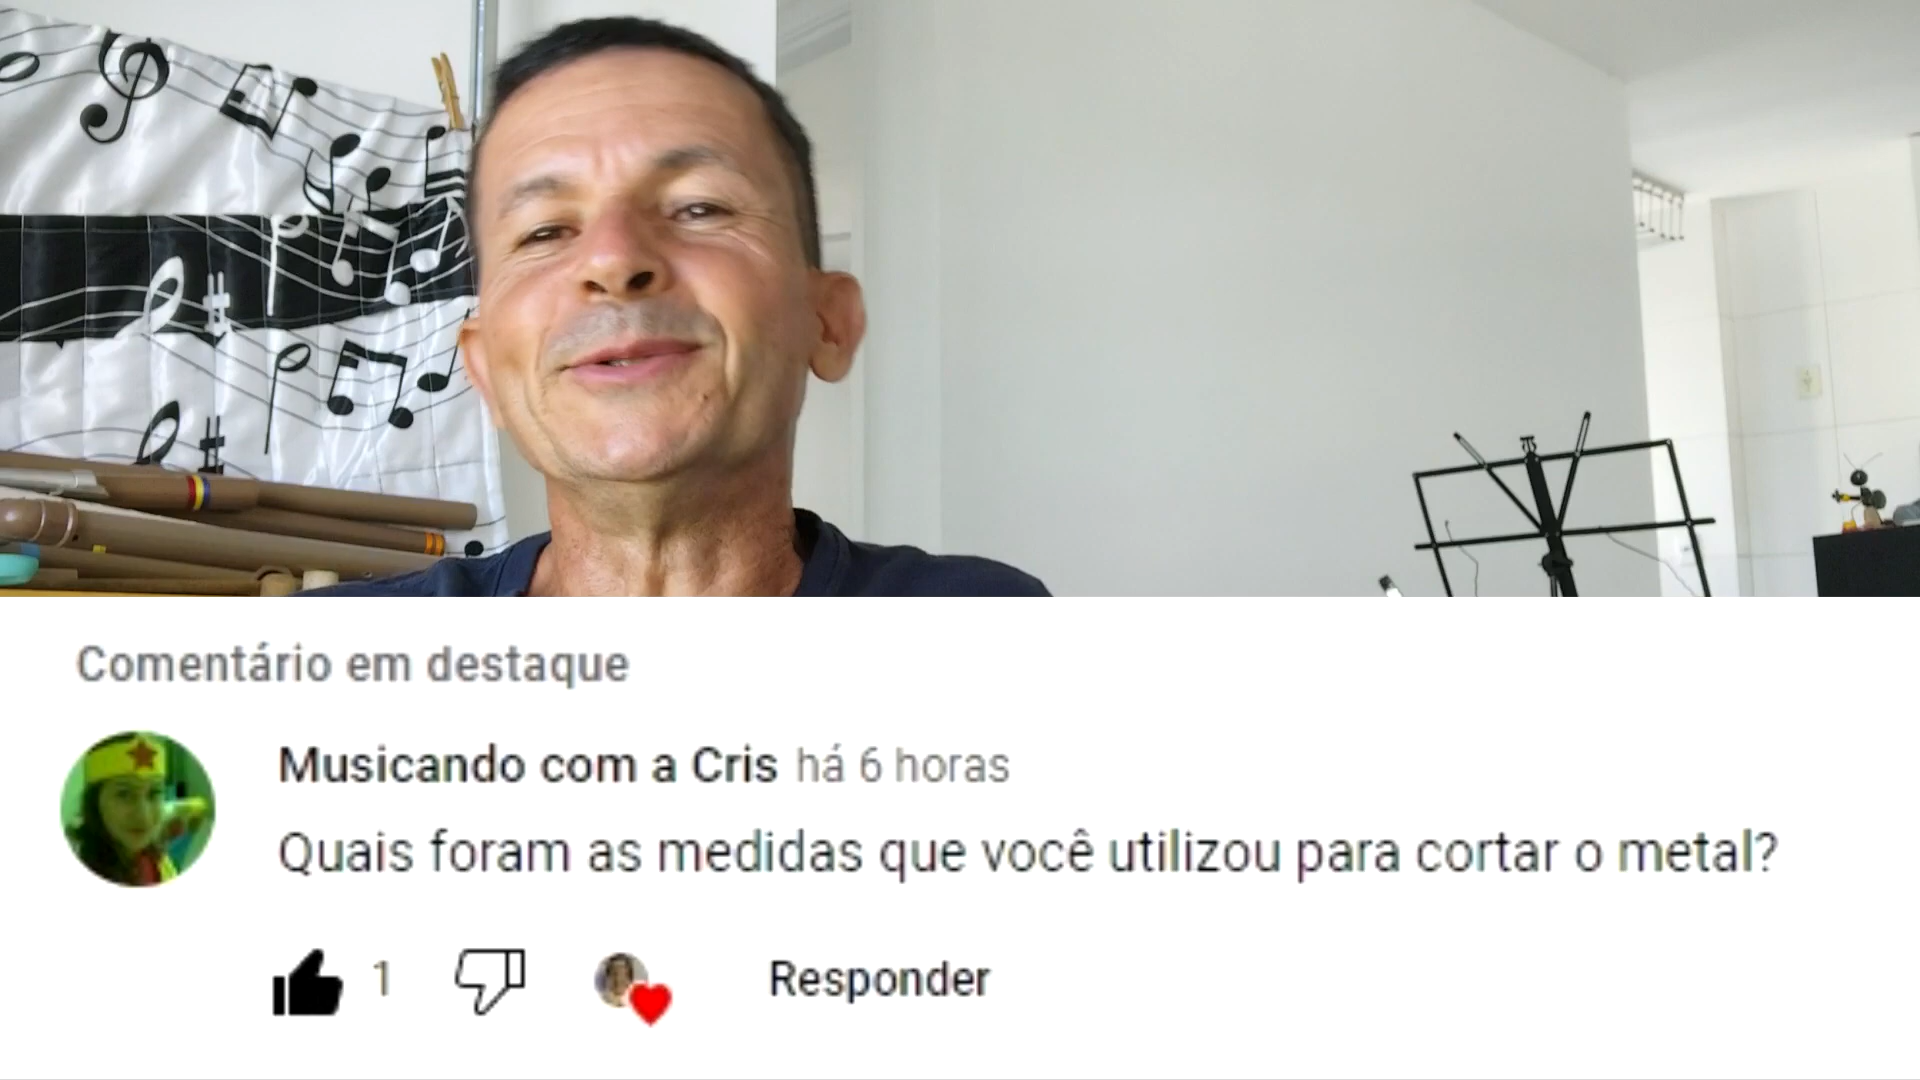 Comentário em destaque
Musicando com a Cris há 6 horas
Quais foram as medidas que você utilizou para cortar o metal?
1
Responder